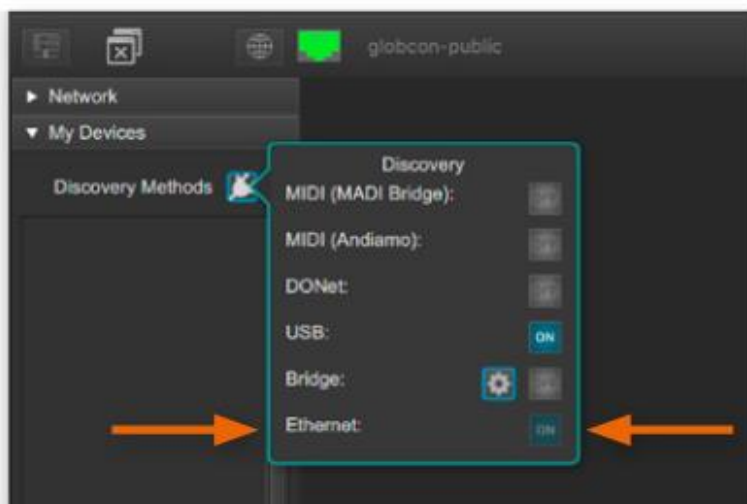 globcon-public
Network
My Devices
Discovery Methods
Discovery
MIDI (MADI Bridge):
MIDI (Andiamo):
DONet:
USB: ON
Bridge:
Ethernet: ON